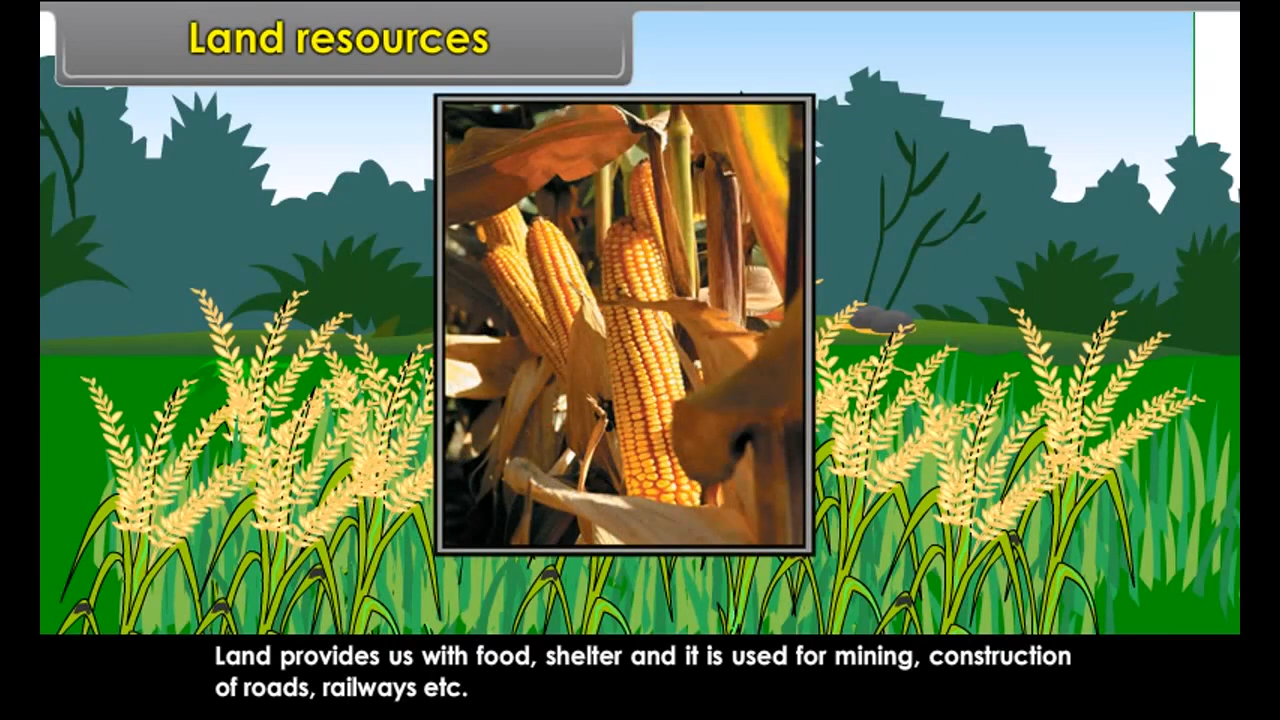 Land resources
Land provides us with food, shelter and it is used for mining, construction
of roads, railways etc.